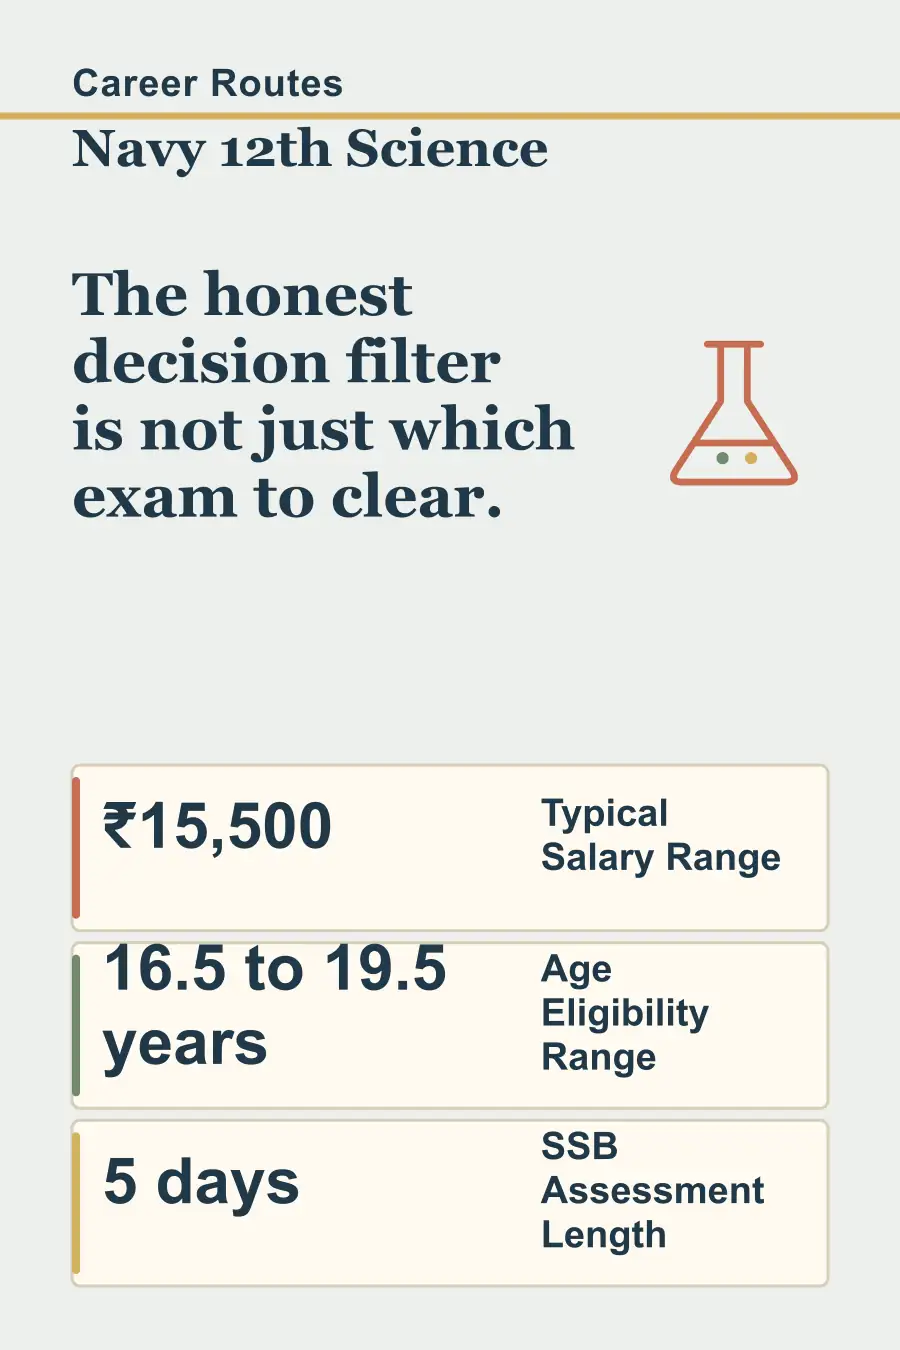 Career Routes
Navy 12th Science
The honest
decision filter
is not just which
exam to clear.
₹15,500
Typical
Salary Range
16.5 to 19.5
years
Age
Eligibility
Range
5 days
SSB
Assessment
Length